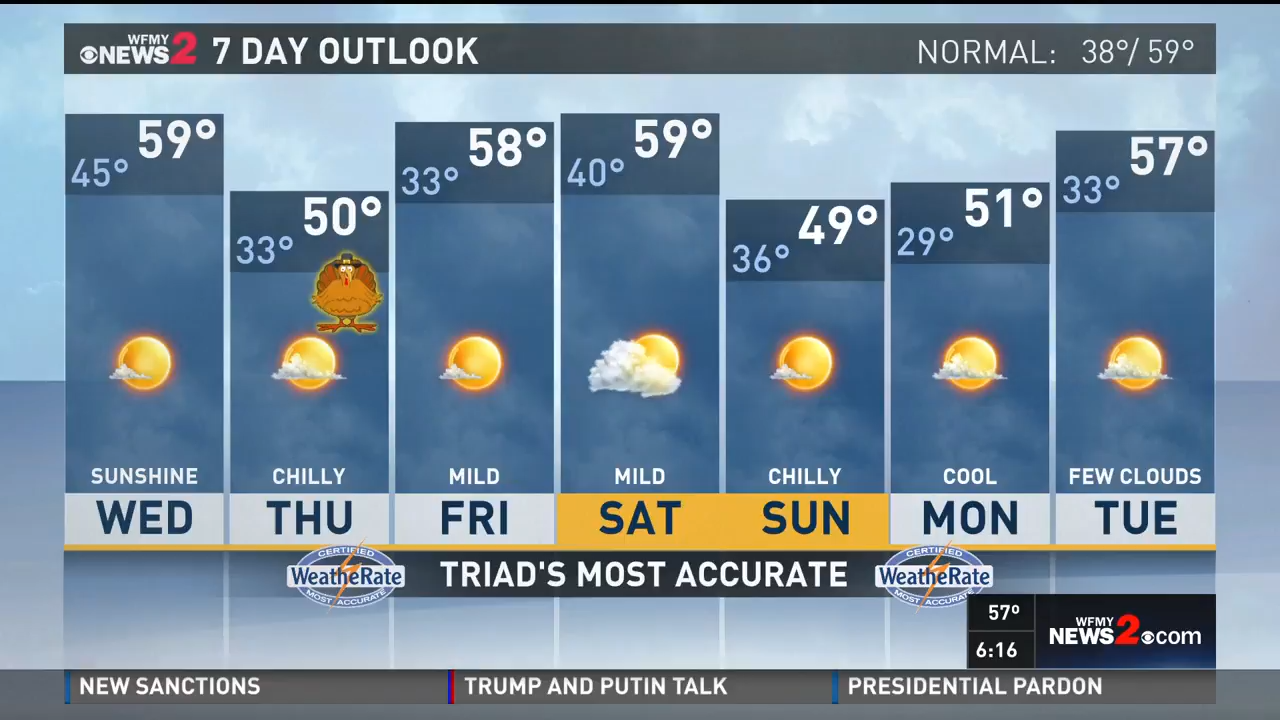 WFMY
NEWS 2
7 DAY OUTLOOK
NORMAL: 38°/ 59°
59°
45°
50°
33°
58°
33°
59°
40°
49°
36°
51°
29°
57°
33°
SUNSHINE
CHILLY
MILD
MILD
CHILLY
COOL
FEW CLOUDS
WED
THU
FRI
SAT
SUN
MON
TUE
CERTIFIED
WeatheRate
MOST ACCURATE
TRIAD'S MOST ACCURATE
CERTIFIED
WeatheRate
MOST ACCURATE
57°
6:16
WFMY
NEWS 2 com
NEW SANCTIONS
TRUMP AND PUTIN TALK
PRESIDENTIAL PARDON